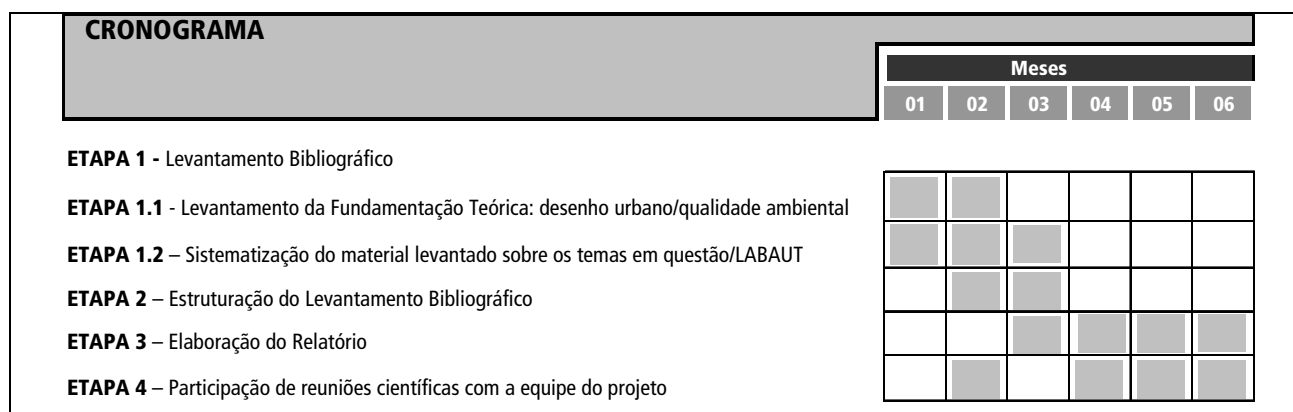 CRONOGRAMA
Meses
01 02 03 04 05 06
ETAPA 1 - Levantamento Bibliográfico
ETAPA 1.1 - Levantamento da Fundamentação Teórica: desenho urbano/qualidade ambiental
ETAPA 1.2 – Sistematização do material levantado sobre os temas em questão/LABAUT
ETAPA 2 – Estruturação do Levantamento Bibliográfico
ETAPA 3 – Elaboração do Relatório
ETAPA 4 – Participação de reuniões científicas com a equipe do projeto